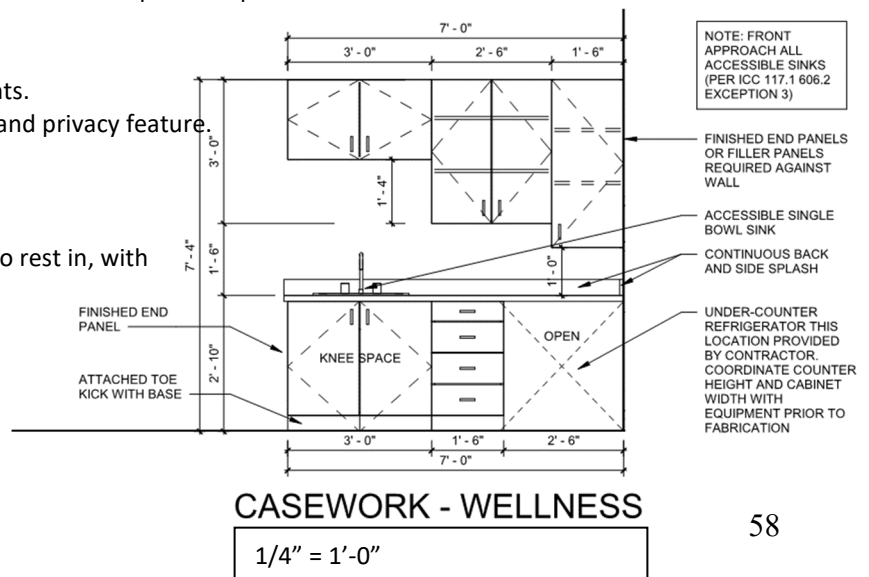 7' - 0"
3' - 0"
2' - 6"
1' - 6"
NOTE: FRONT
APPROACH ALL
ACCESSIBLE SINKS
(PER ICC 117.1 606.2
EXCEPTION 3)
and privacy feature.
o rest in, with
7' - 4"
3' - 0"
1' - 6"
2' - 10"
1' - 4"
1' - 0"
FINISHED END PANELS
OR FILLER PANELS
REQUIRED AGAINST
WALL
ACCESSIBLE SINGLE
BOWL SINK
CONTINUOUS BACK
AND SIDE SPLASH
FINISHED END
PANEL
ATTACHED TOE
KICK WITH BASE
KNEE SPACE
OPEN
UNDER-COUNTER
REFRIGERATOR THIS
LOCATION PROVIDED
BY CONTRACTOR.
COORDINATE COUNTER
HEIGHT AND CABINET
WIDTH WITH
EQUIPMENT PRIOR TO
FABRICATION
3' - 0"
1' - 6"
2' - 6"
7' - 0"
CASEWORK - WELLNESS
1/4” = 1’-0”
58